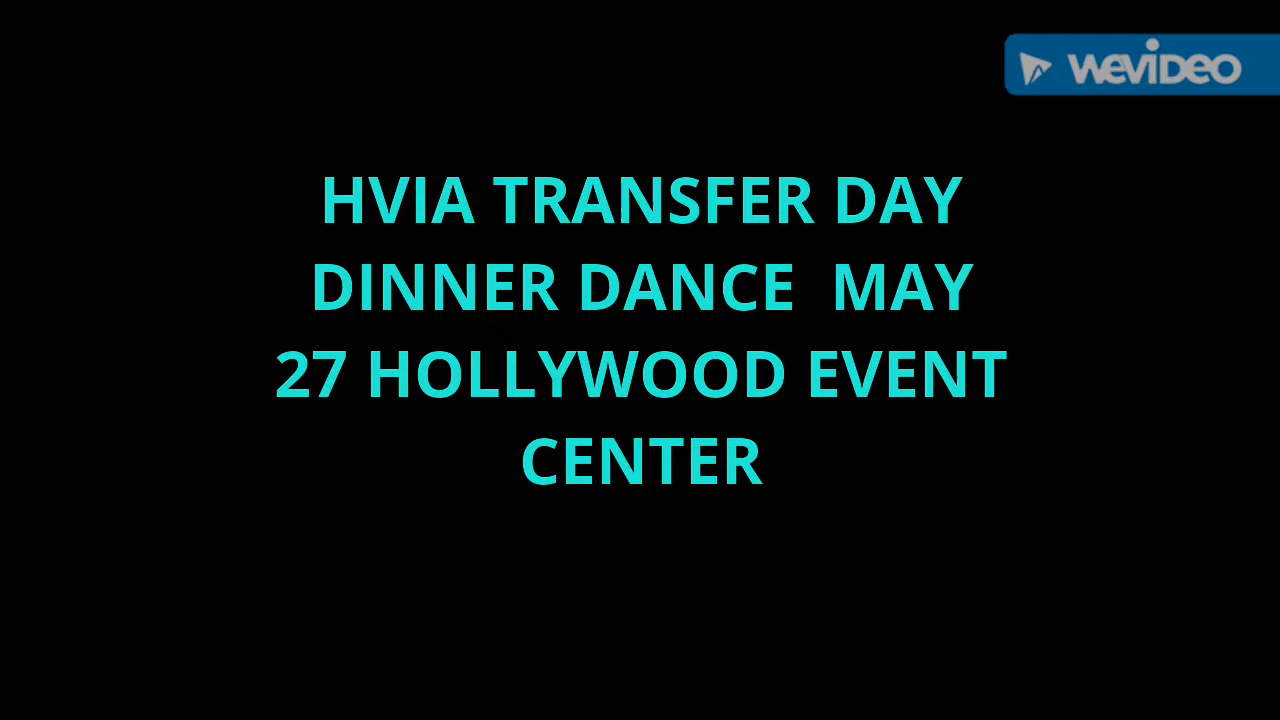 WEVIDEO
HVIA TRANSFER DAY
DINNER DANCE  MAY
27 HOLLYWOOD EVENT
CENTER